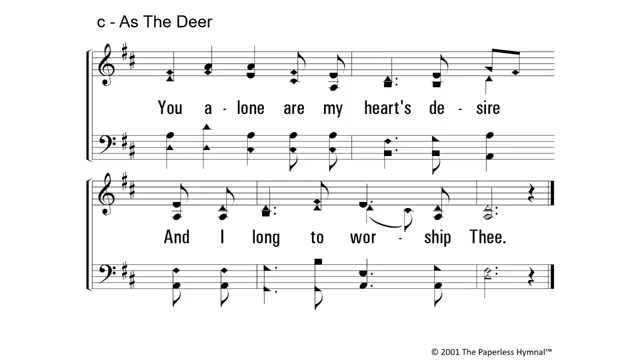 c - As The Deer
You a - lone are my heart's de - sire
And I long to wor - ship Thee.
© 2001 The Paperless Hymnal™